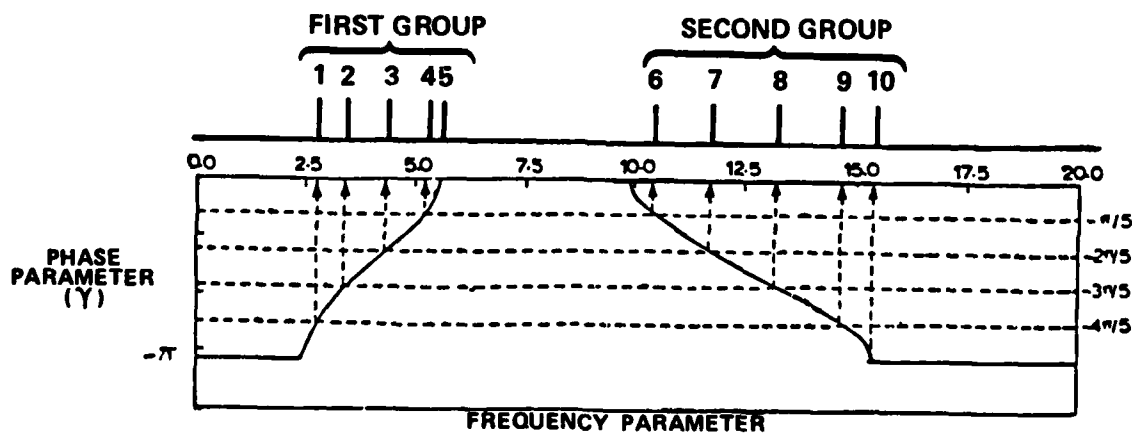 FIRST GROUP
SECOND GROUP
1 2 3 4 5
6 7 8 9 10
0.0 2.5 5.0 7.5 10.0 12.5 15.0 17.5 20.0
-π/5
-2π/5
-3π/5
-4π/5
PHASE
PARAMETER
(γ)
-π
FREQUENCY PARAMETER